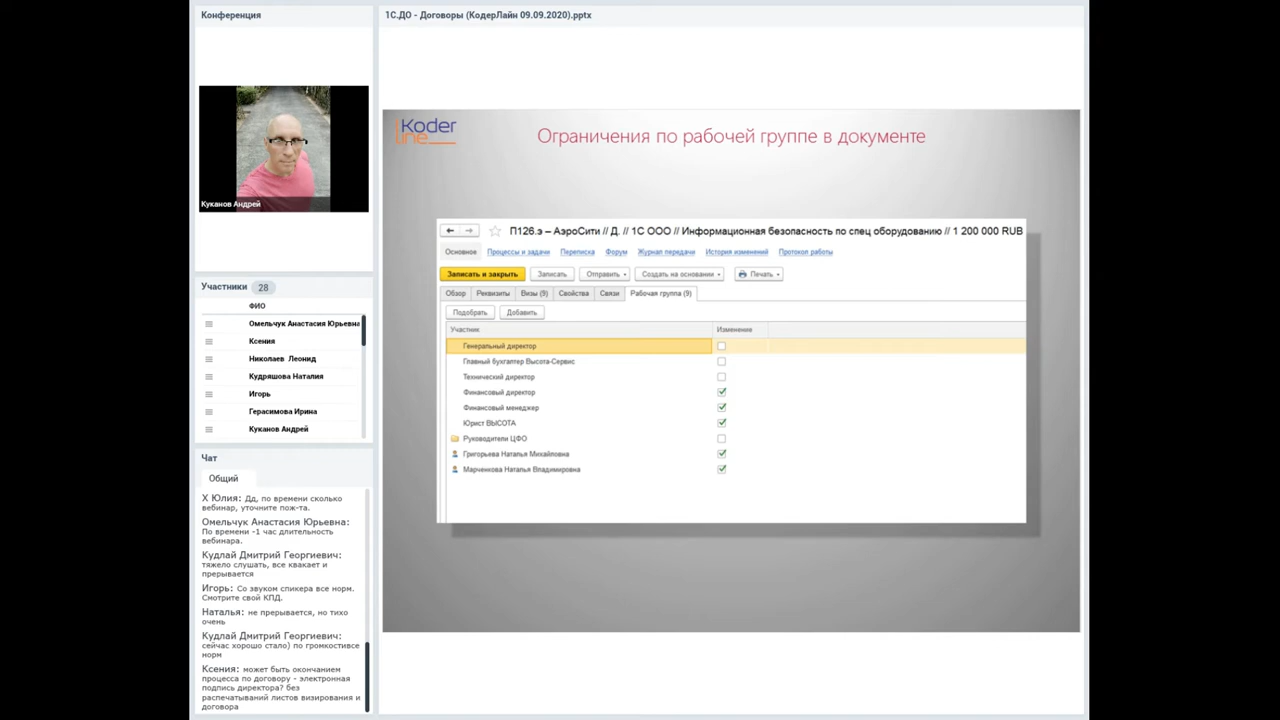 Конференция
Куканов Андрей
Участники 28
ФИО
Омельчук Анастасия Юрьевна
Ксения
Николаев Леонид
Кудряшова Наталия
Игорь
Герасимова Ирина
Куканов Андрей
Чат
Общий
Х Юлия: Дд, по времени сколько
вебинар, уточните пож-та.
Омельчук Анастасия Юрьевна:
По времени -1 час длительность
вебинара.
Кудлай Дмитрий Георгиевич:
тяжело слушать, все квакает и
прерывается
Игорь: Со звуком спикера все норм.
Смотрите свой КПД.
Наталья: не прерывается, но тихо
очень
Кудлай Дмитрий Георгиевич:
сейчас хорошо стало) по громкостивсе
норм
Ксения: может быть окончанием
процесса по договору - электронная
подпись директора? без
распечатываний листов визирования и
договора
1С.ДО - Договоры (КодерЛайн 09.09.2020).pptx
Koder
line
Ограничения по рабочей группе в документе
П126.э – АэроСити // Д. // 1С ООО // Информационная безопасность по спец оборудованию // 1 200 000 RUB
Основное Процессы и задачи Переписка Форум Журнал передачи История изменений Протокол работы
Записать и закрыть Записать Отправить Создать на основании Печать
Обзор Реквизиты Визы (9) Свойства Связи Рабочая группа (9)
Подобрать Добавить
Участник Изменение
Генеральный директор
Главный бухгалтер Высота-Сервис
Технический директор
Финансовый директор
Финансовый менеджер
Юрист ВЫСОТА
Руководители ЦФО
Григорьева Наталья Михайловна
Марченкова Наталья Владимировна